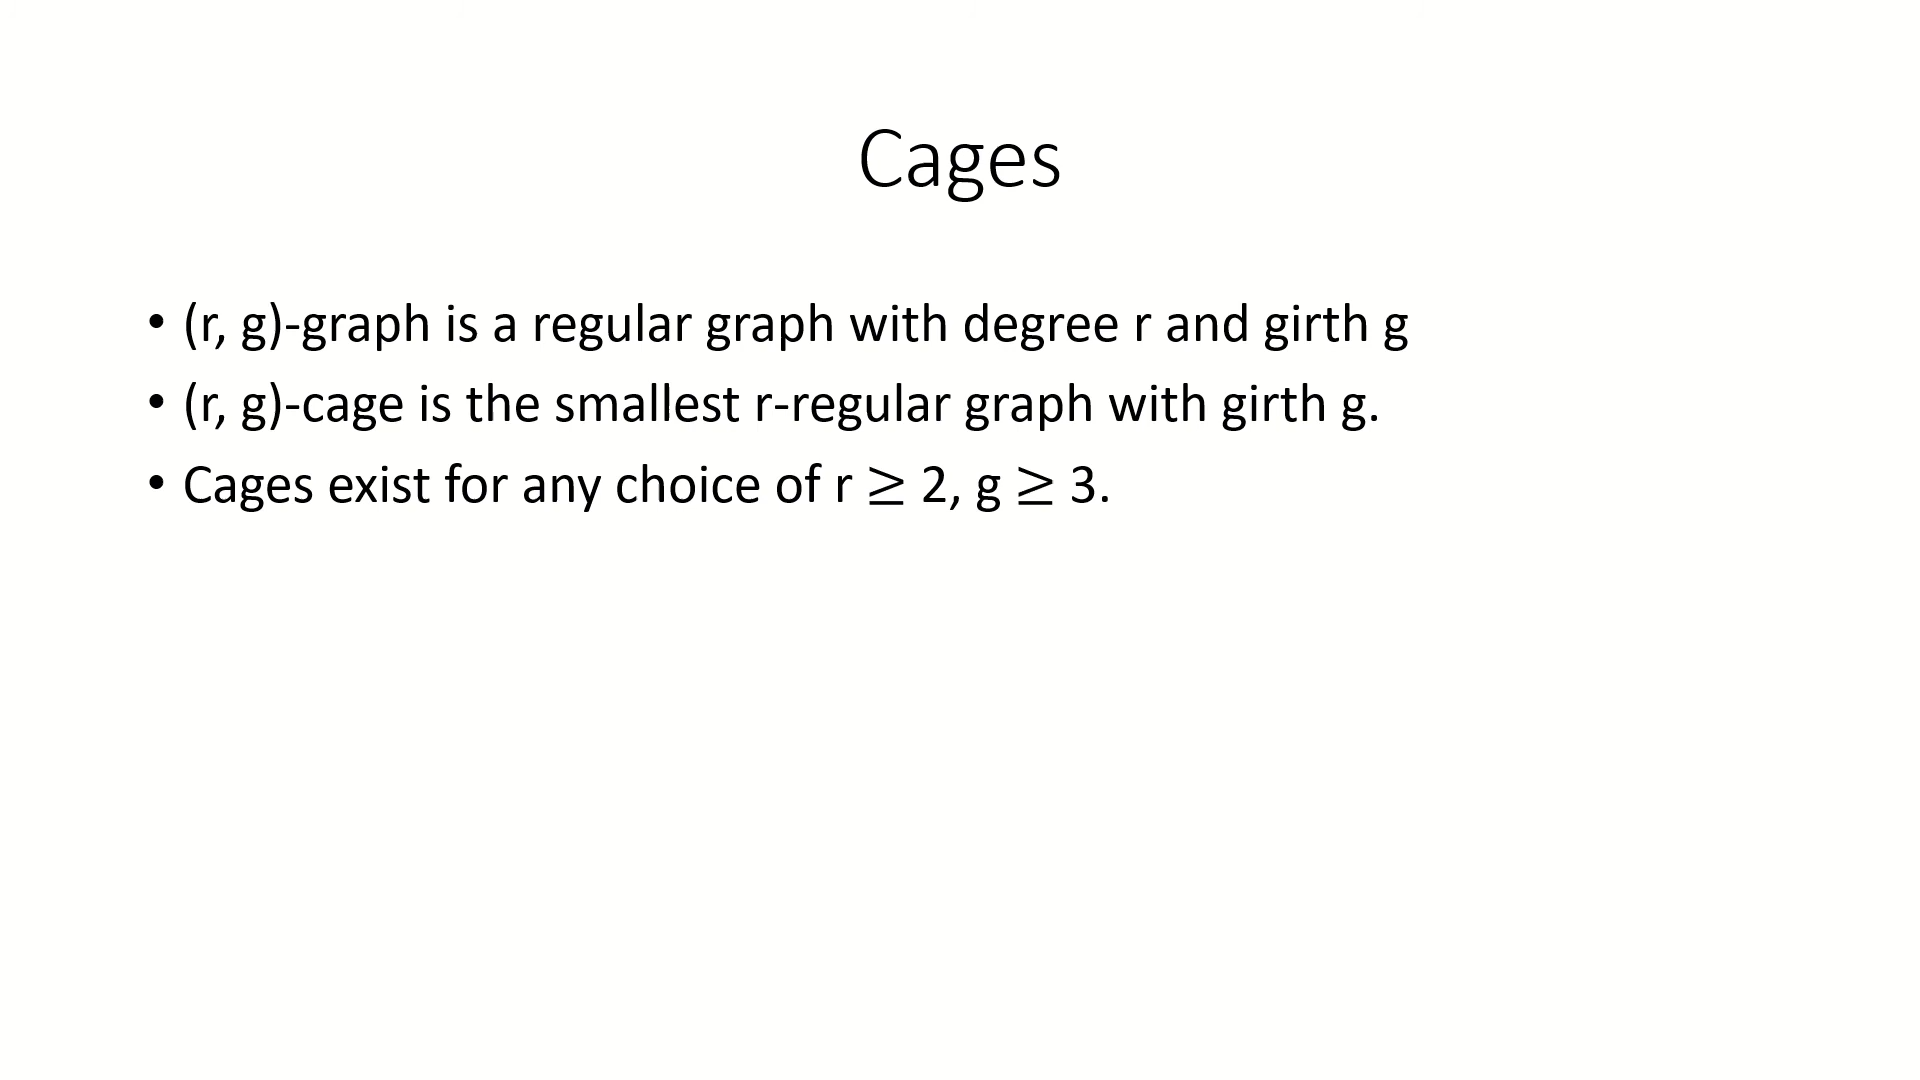 Cages
• (r, g)-graph is a regular graph with degree r and girth g
• (r, g)-cage is the smallest r-regular graph with girth g.
• Cages exist for any choice of r ≥ 2, g ≥ 3.